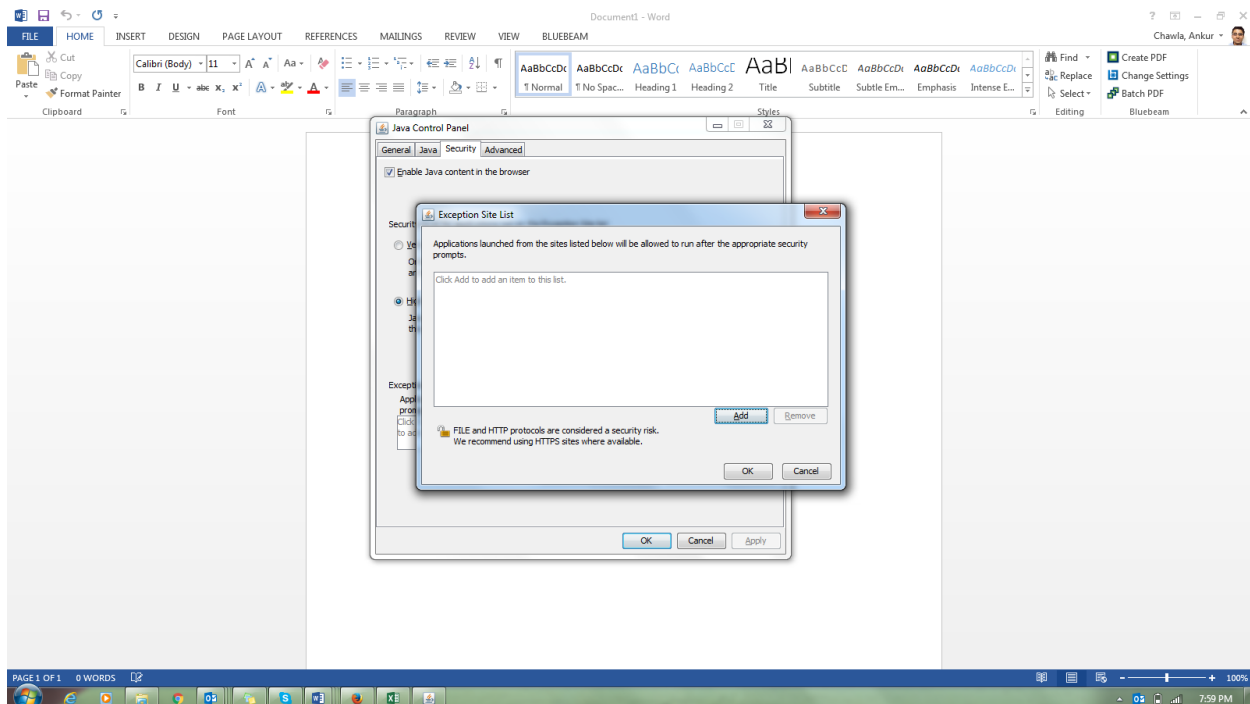 Document1 - Word
FILE HOME INSERT DESIGN PAGE LAYOUT REFERENCES MAILINGS REVIEW VIEW BLUEBEAM
Chawla, Ankur
Paste
Cut
Copy
Format Painter
Clipboard
Calibri (Body) 11
Font
Paragraph
AaBbCcDc AaBbCcDc AaBbC( AaBbCcE AaB| AaBbCcD AaBbCcDc AaBbCcDc AaBbCcDc
¶ Normal ¶ No Spac... Heading 1 Heading 2 Title Subtitle Subtle Em... Emphasis Intense E...
Styles
Find
Replace
Select
Editing
Create PDF
Change Settings
Batch PDF
Bluebeam
Java Control Panel
General Java Security Advanced
Enable Java content in the browser
Exception Site List
Applications launched from the sites listed below will be allowed to run after the appropriate security
prompts.
Click Add to add an item to this list.
Add Remove
FILE and HTTP protocols are considered a security risk.
We recommend using HTTPS sites where available.
OK Cancel
OK Cancel Apply
PAGE 1 OF 1 0 WORDS
100%
7:59 PM